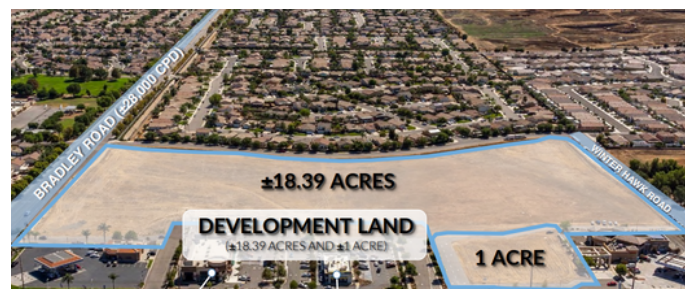 BRADLEY ROAD (±28,000 CPD)
±18.39 ACRES
WINTER HAWK ROAD
DEVELOPMENT LAND
(±18.39 ACRES AND ±1 ACRE)
1 ACRE